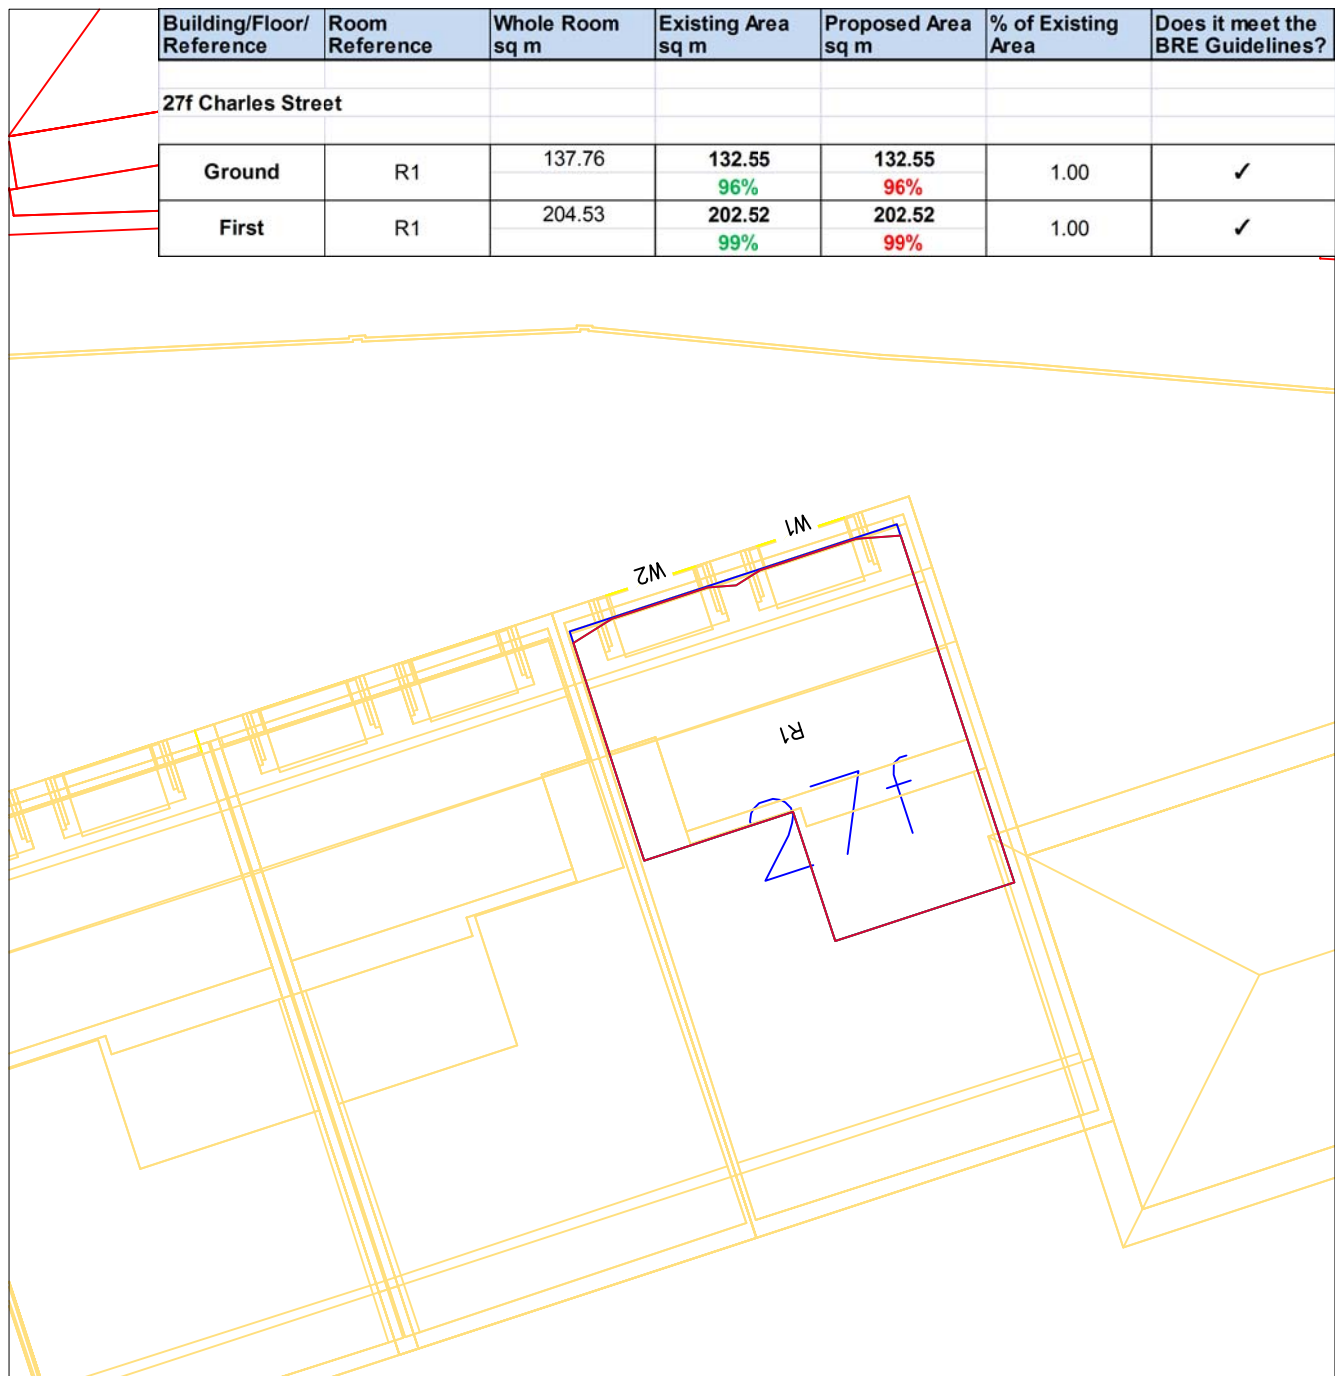 Building/Floor/ Reference Room Reference Whole Room sq m Existing Area sq m Proposed Area sq m % of Existing Area Does it meet the BRE Guidelines?
27f Charles Street
Ground R1 137.76 132.55 132.55 1.00 ✓
96% 96%
First R1 204.53 202.52 202.52 1.00 ✓
99% 99%
W1
W2
R1
27f